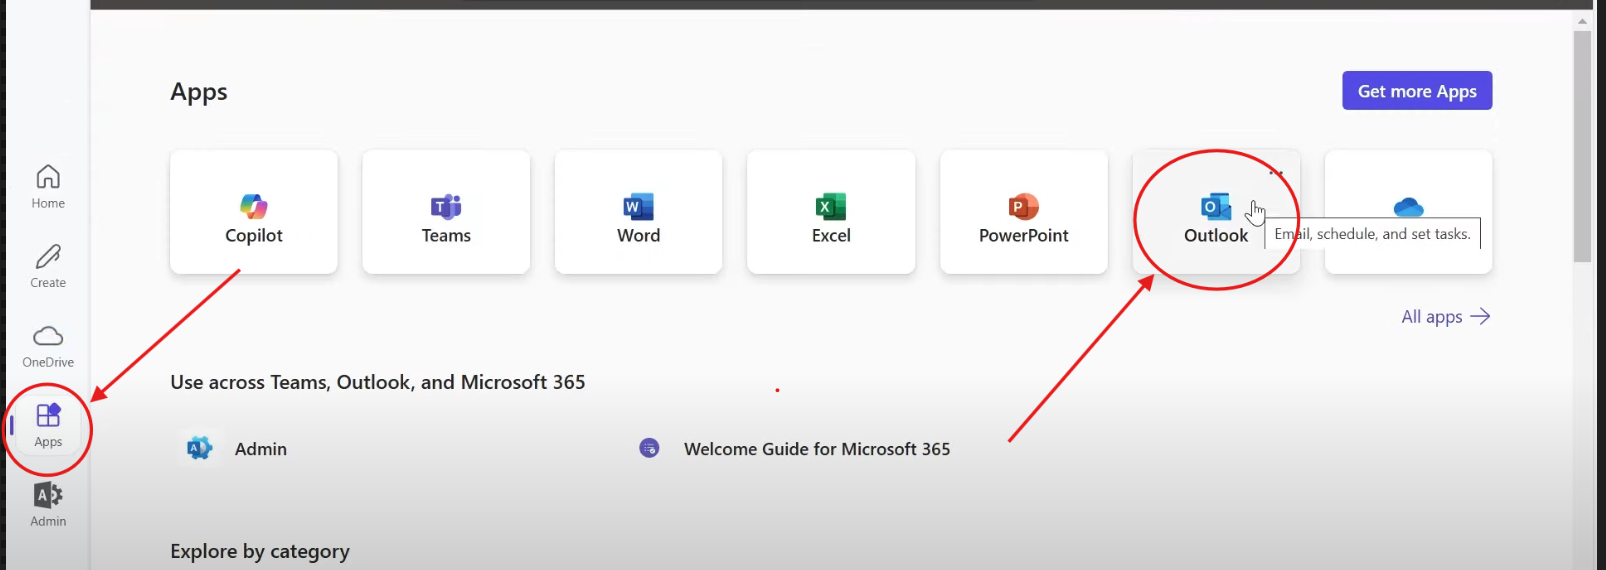 Apps
Get more Apps
Home
Create
OneDrive
Apps
Admin
Copilot
Teams
Word
Excel
PowerPoint
Outlook
Email, schedule, and set tasks.
All apps
Use across Teams, Outlook, and Microsoft 365
Admin
Welcome Guide for Microsoft 365
Explore by category